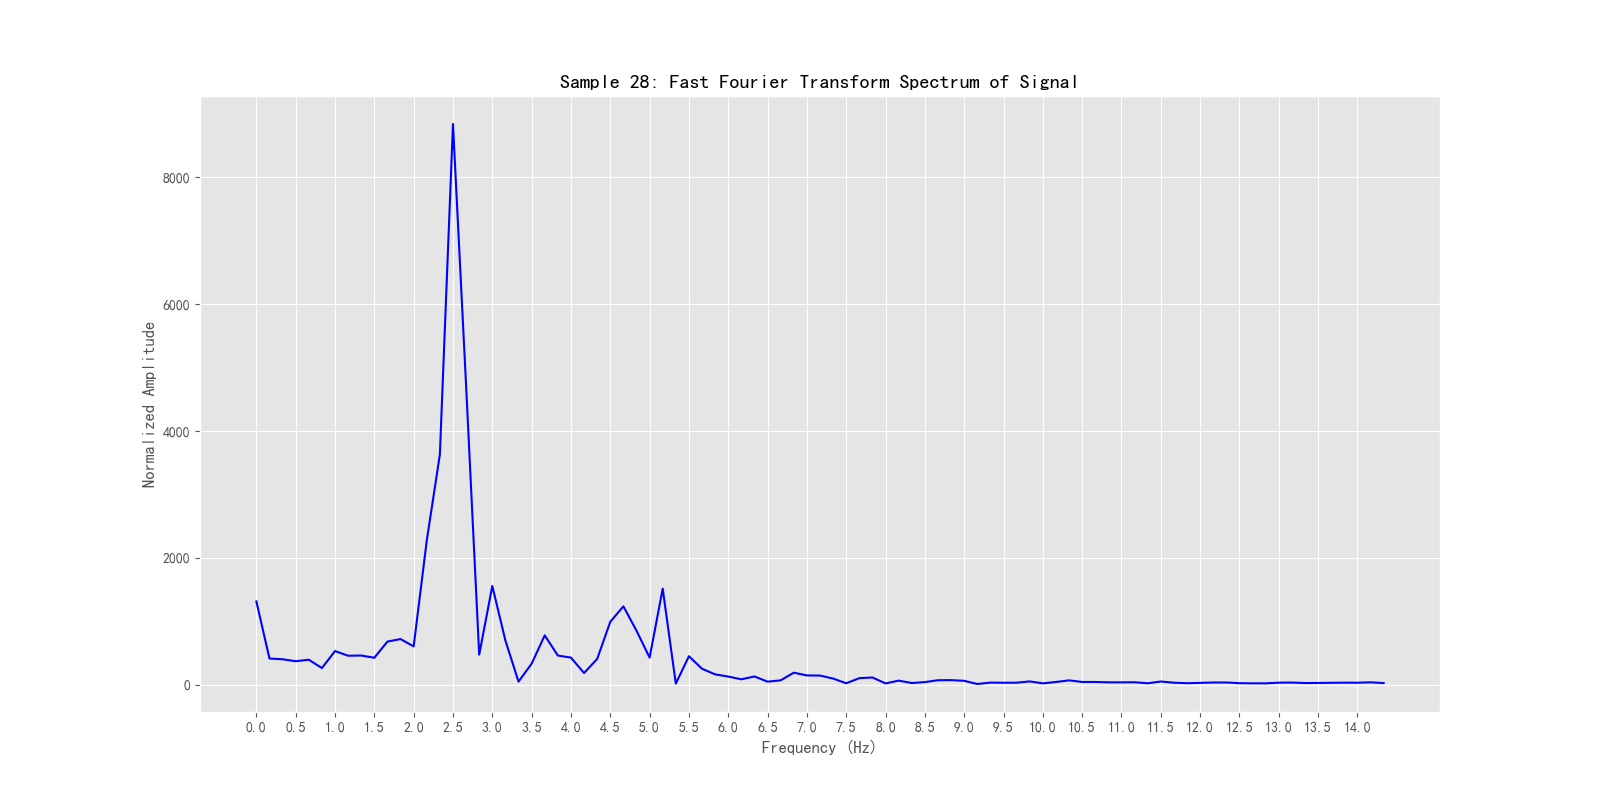 Sample 28: Fast Fourier Transform Spectrum of Signal
Normalized Amplitude
8000
6000
4000
2000
0
0.0 0.5 1.0 1.5 2.0 2.5 3.0 3.5 4.0 4.5 5.0 5.5 6.0 6.5 7.0 7.5 8.0 8.5 9.0 9.5 10.0 10.5 11.0 11.5 12.0 12.5 13.0 13.5 14.0
Frequency (Hz)